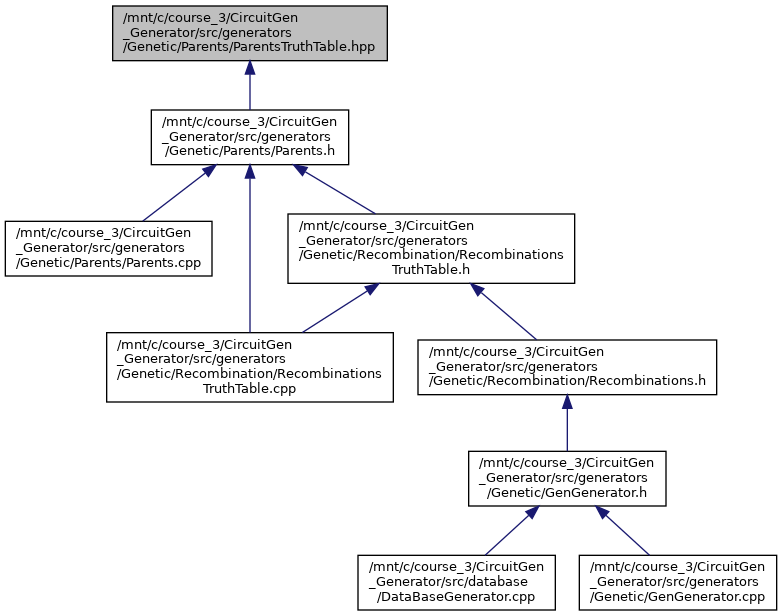 /mnt/c/course_3/CircuitGen
_Generator/src/generators
/Genetic/Parents/ParentsTruthTable.hpp
/mnt/c/course_3/CircuitGen
_Generator/src/generators
/Genetic/Parents/Parents.h
/mnt/c/course_3/CircuitGen
_Generator/src/generators
/Genetic/Parents/Parents.cpp
/mnt/c/course_3/CircuitGen
_Generator/src/generators
/Genetic/Recombination/Recombinations
TruthTable.h
/mnt/c/course_3/CircuitGen
_Generator/src/generators
/Genetic/Recombination/Recombinations
TruthTable.cpp
/mnt/c/course_3/CircuitGen
_Generator/src/generators
/Genetic/Recombination/Recombinations.h
/mnt/c/course_3/CircuitGen
_Generator/src/generators
/Genetic/GenGenerator.h
/mnt/c/course_3/CircuitGen
_Generator/src/database
/DataBaseGenerator.cpp
/mnt/c/course_3/CircuitGen
_Generator/src/generators
/Genetic/GenGenerator.cpp